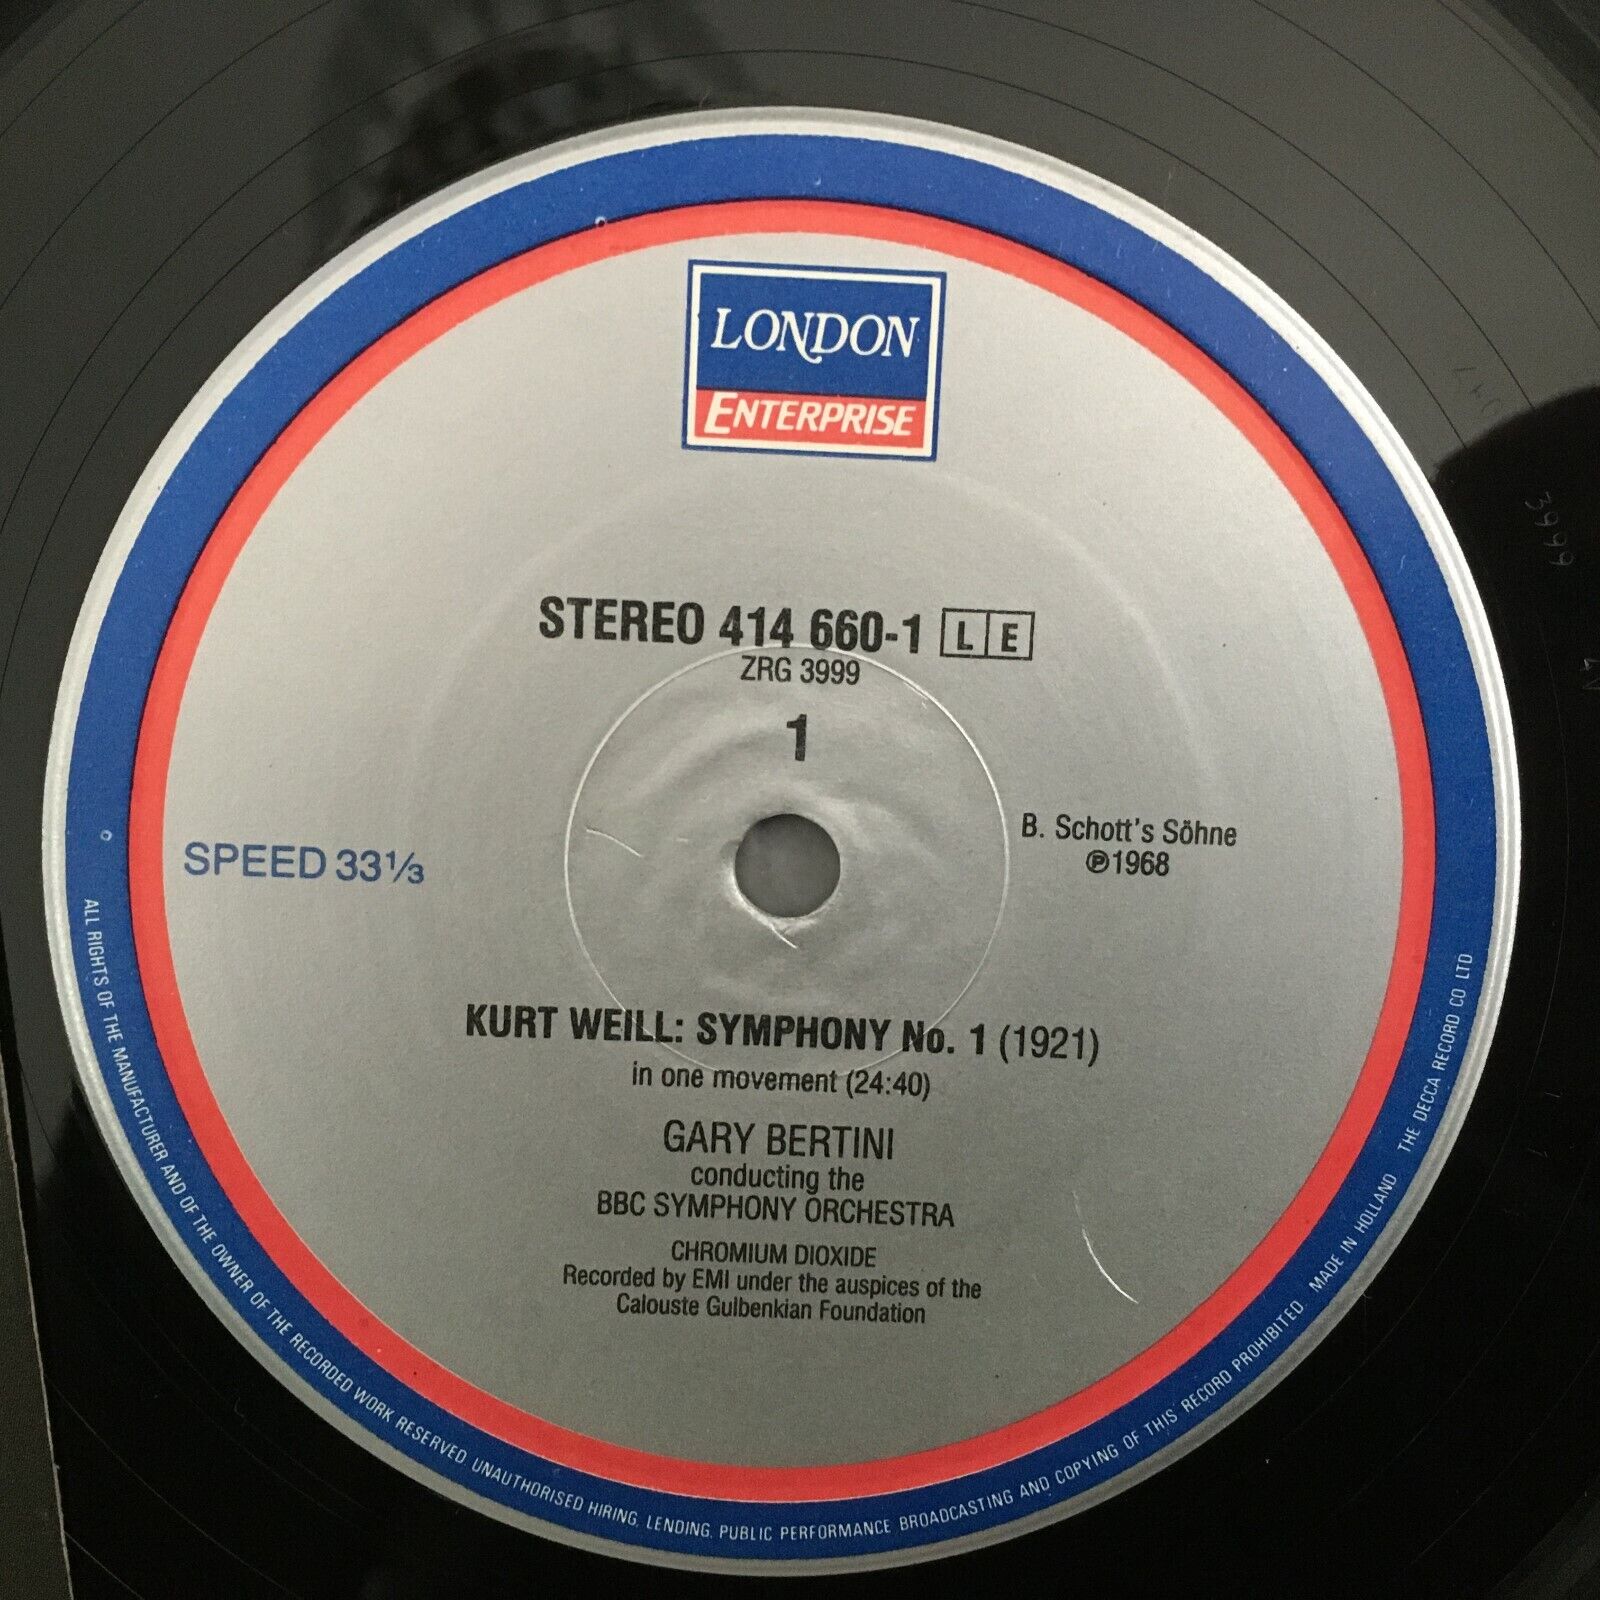 LONDON
ENTERPRISE
STEREO 414 660-1 L E
ZRG 3999
1
SPEED 33⅓
B. Schott's Söhne
℗1968
KURT WEILL: SYMPHONY No. 1 (1921)
in one movement (24:40)
GARY BERTINI
conducting the
BBC SYMPHONY ORCHESTRA
CHROMIUM DIOXIDE
Recorded by EMI under the auspices of the
Calouste Gulbenkian Foundation
ALL RIGHTS OF THE MANUFACTURER AND OF THE OWNER OF THE RECORDED WORK RESERVED. UNAUTHORISED HIRING, LENDING, PUBLIC PERFORMANCE BROADCASTING AND COPYING OF THIS RECORD PROHIBITED MADE IN HOLLAND THE DECCA RECORD CO LTD
3999